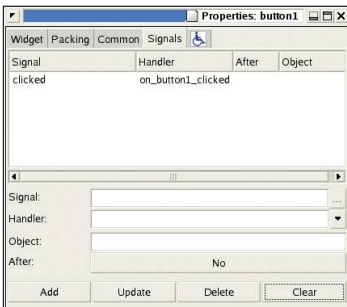 Properties: button1
Widget Packing Common Signals
Signal Handler After Object
clicked on_button1_clicked
Signal: ...
Handler:
Object:
After: No
Add Update Delete Clear